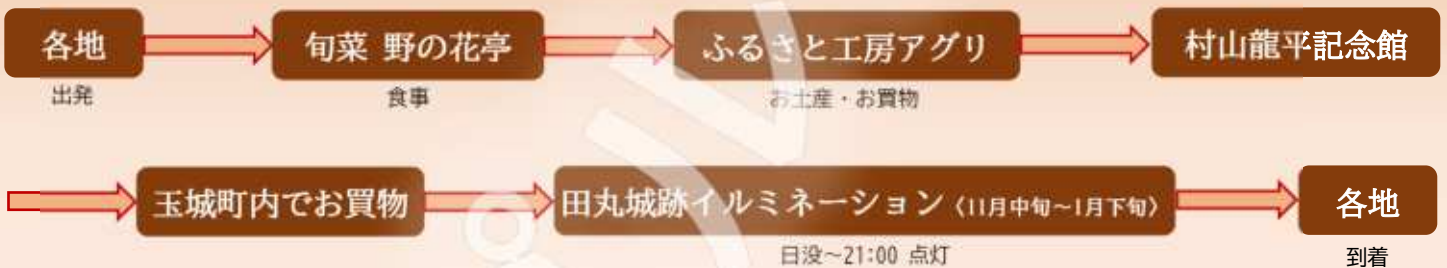 各地
旬菜 野の花亭
ふるさと工房アグリ
村山龍平記念館
出発
食事
お土産・お買物
玉城町内でお買物
田丸城跡イルミネーション〈11月中旬～1月下旬〉
各地
日没～21:00 点灯
到着